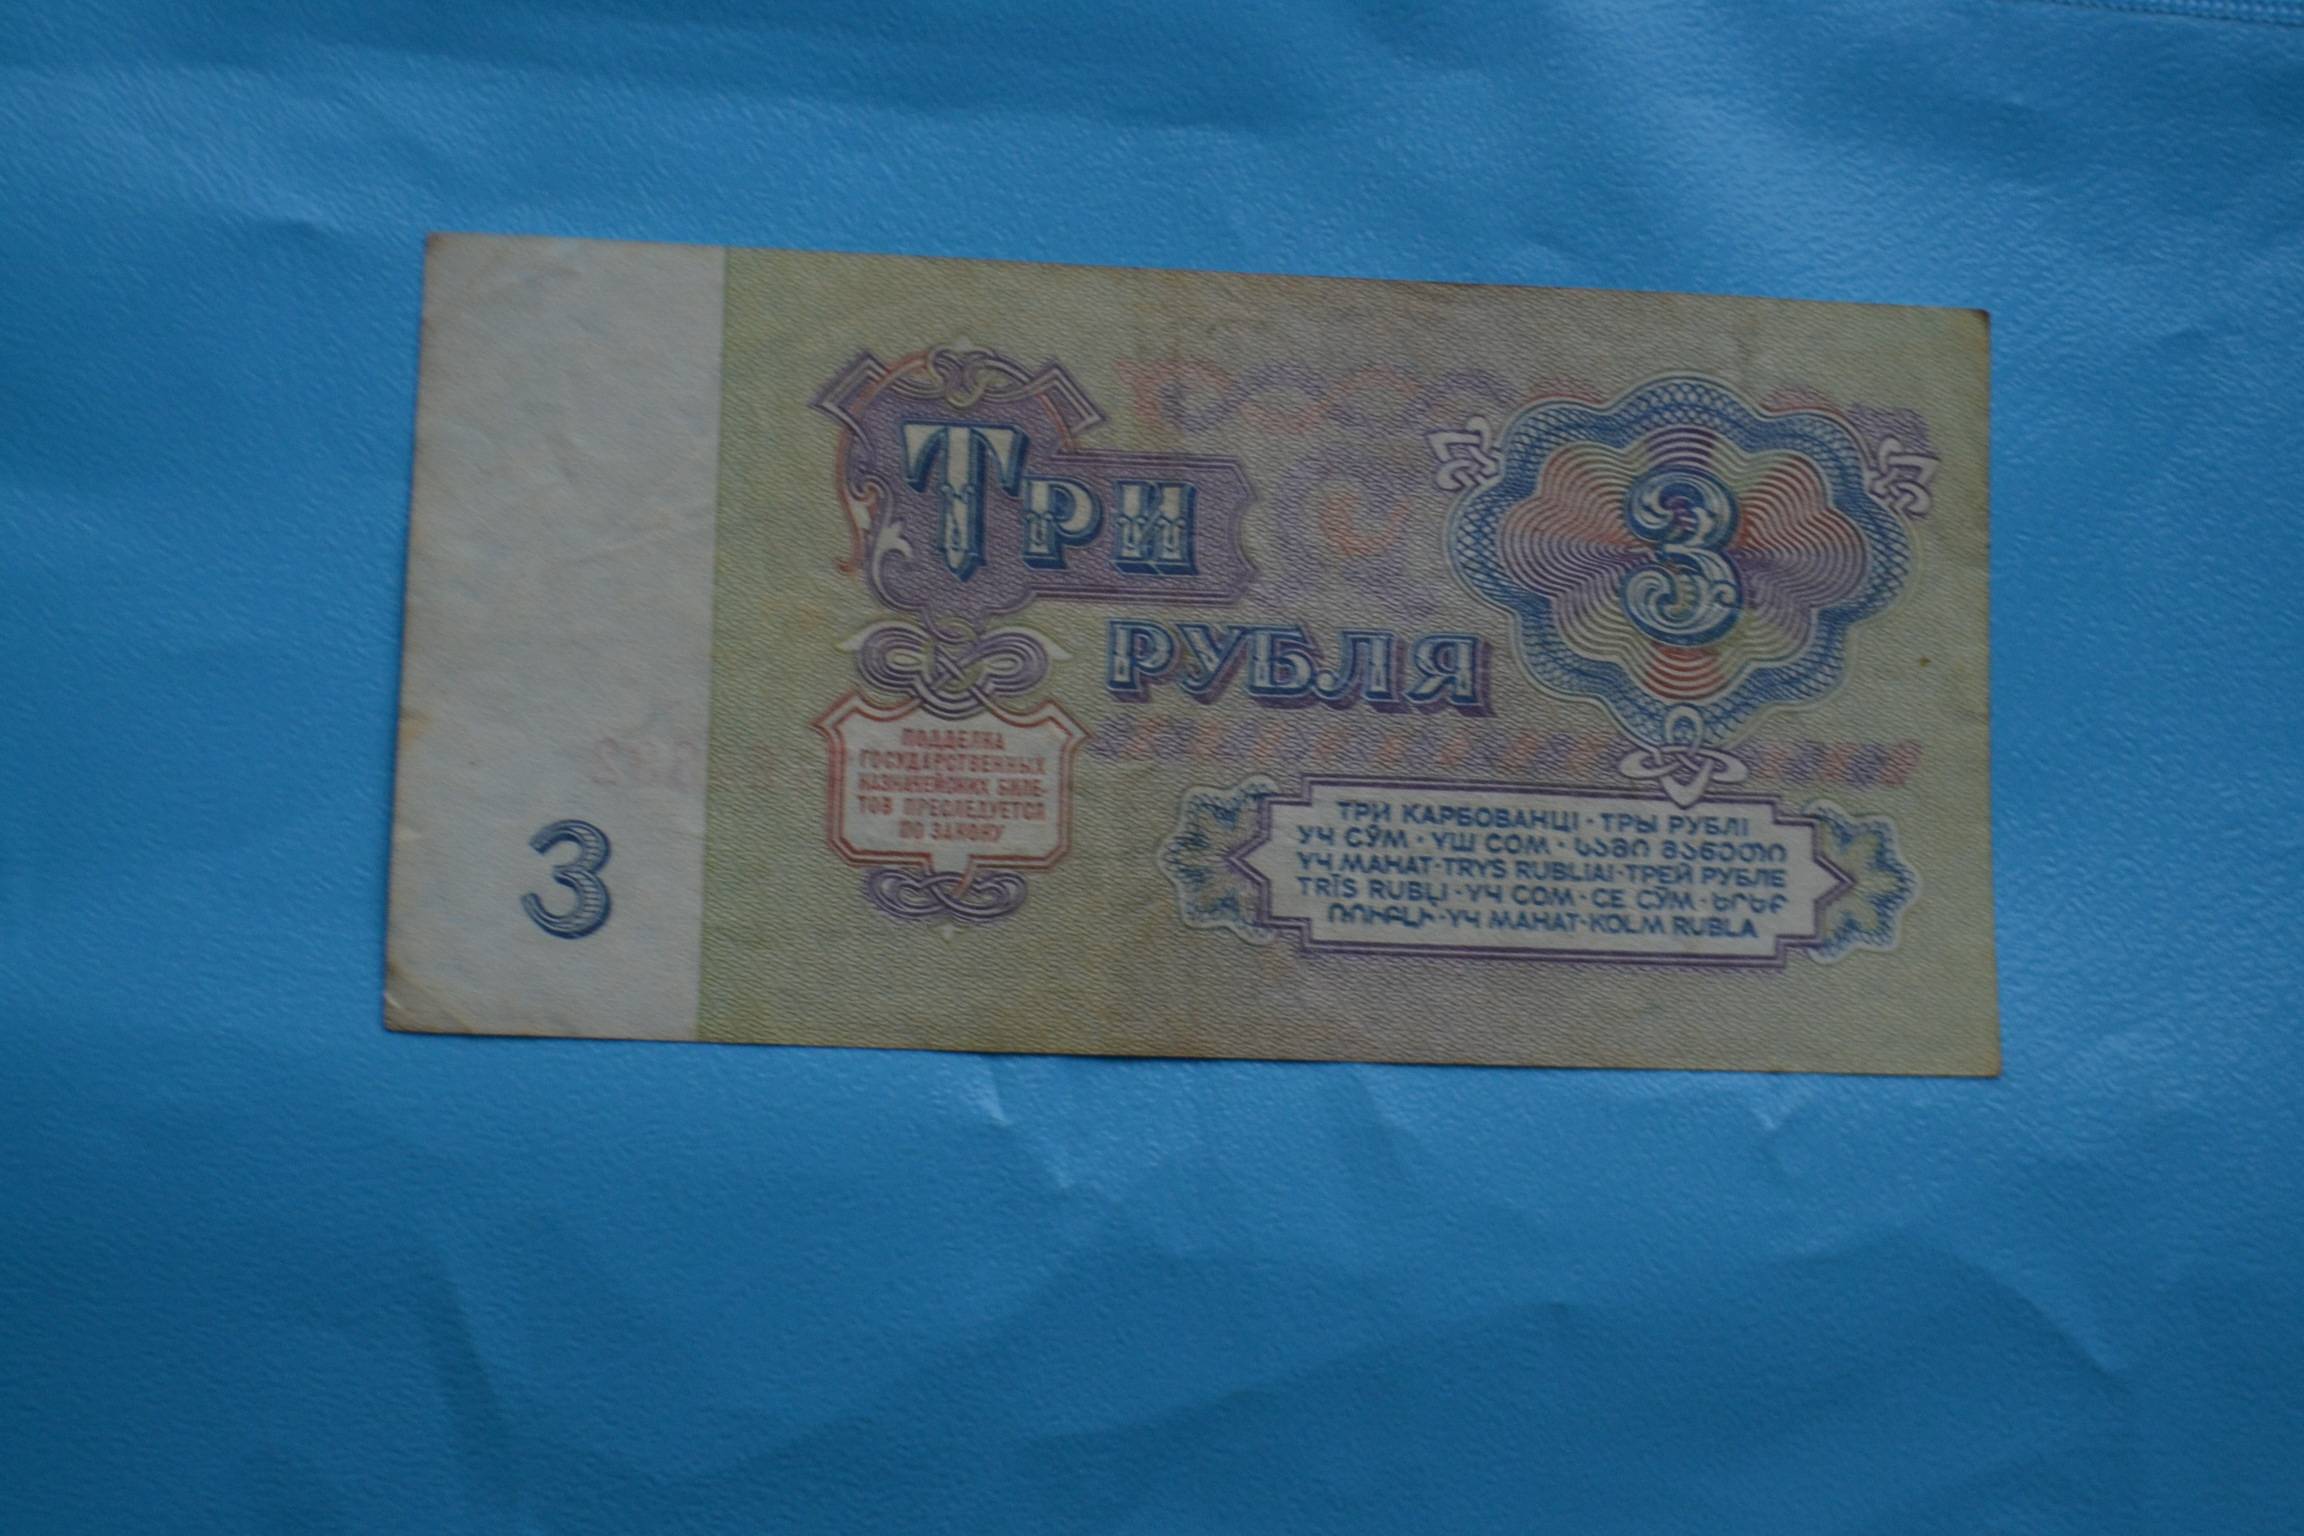 Три
рубля
3
ПОДДЕЛКА
ГОСУДАРСТВЕННЫХ
КАЗНАЧЕЙСКИХ БИЛЕ-
ТОВ ПРЕСЛЕДУЕТСЯ
ПО ЗАКОНУ
3
ТРИ КАРБОВАНЦІ · ТРЫ РУБЛІ
УЧ СЎМ · ҮШ СОМ · ᲡᲐᲛᲘ ᲛᲐᲜᲔᲗᲘ
ҮЧ МАНАТ · TRYS RUBLIAI · ТРЕЙ РУБЛЕ
TRĪS RUBĻI · ҮЧ СОМ · СЕ СӮМ · ԵՐԵՔ
ՌՈՒԲԼԻ · ҮЧ МАНАТ · KOLM RUBLA